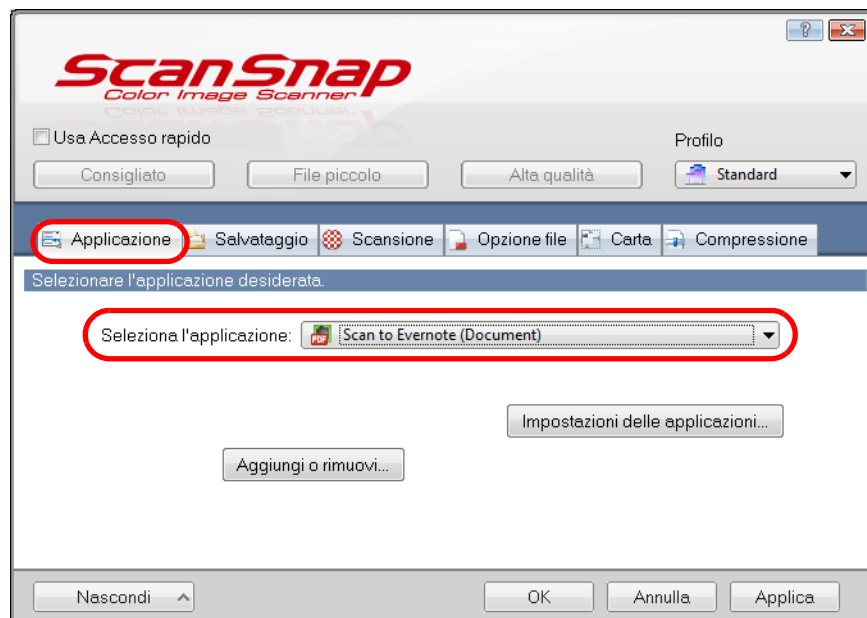 ScanSnap
Color Image Scanner
Usa Accesso rapido
Profilo
Consigliato File piccolo Alta qualità Standard
Applicazione Salvataggio Scansione Opzione file Carta Compressione
Selezionare l'applicazione desiderata.
Seleziona l'applicazione: PDF Scan to Evernote (Document)
Impostazioni delle applicazioni...
Aggiungi o rimuovi...
Nascondi OK Annulla Applica